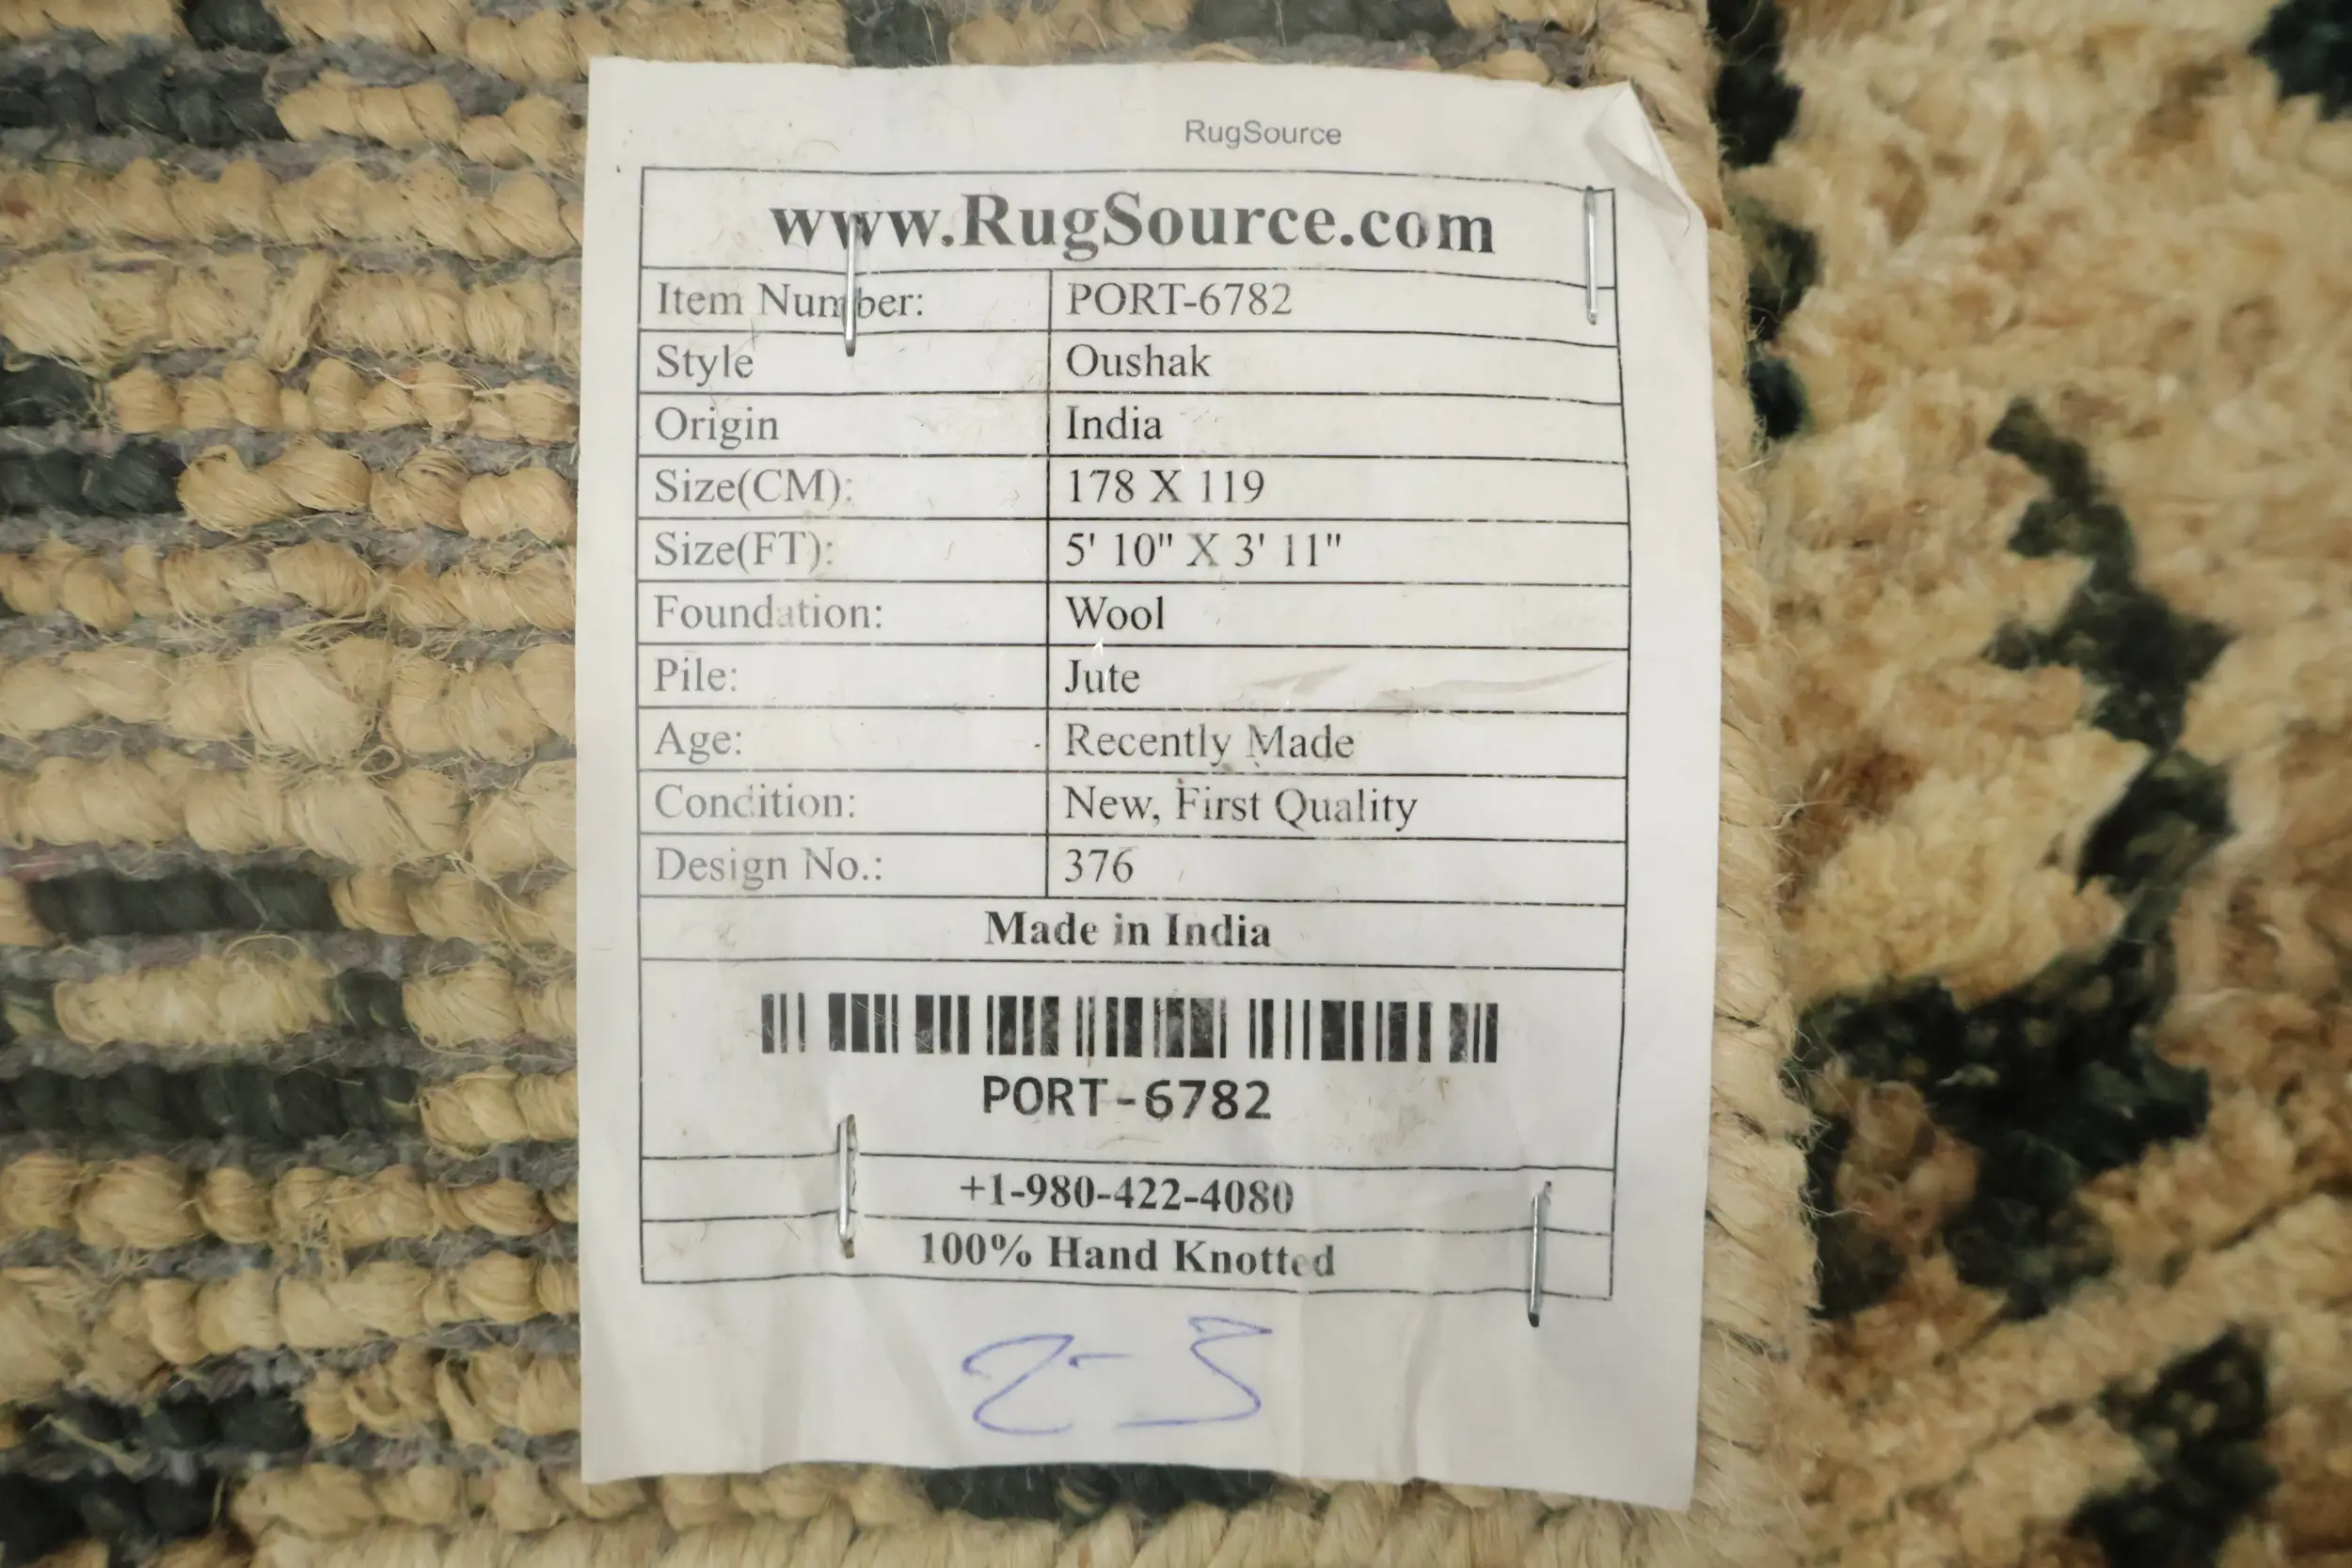 RugSource
www.RugSource.com
Item Number: PORT-6782
Style Oushak
Origin India
Size(CM): 178 X 119
Size(FT): 5' 10" X 3' 11"
Foundation: Wool
Pile: Jute
Age: Recently Made
Condition: New, First Quality
Design No.: 376
Made in India
PORT-6782
+1-980-422-4080
100% Hand Knotted